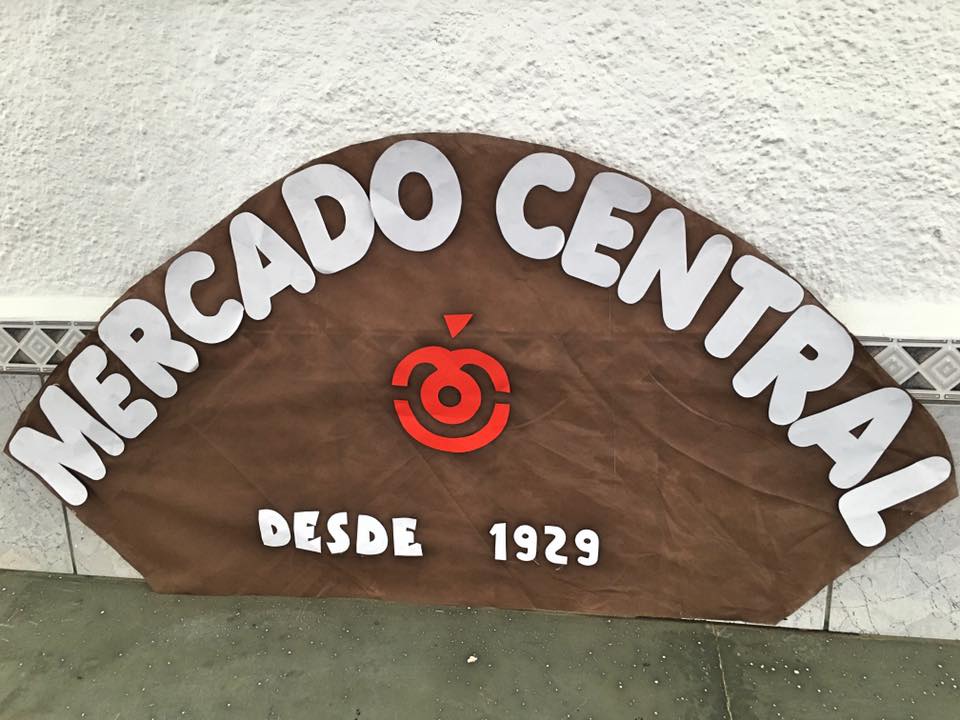 MERCADO CENTRAL
DESDE 1929